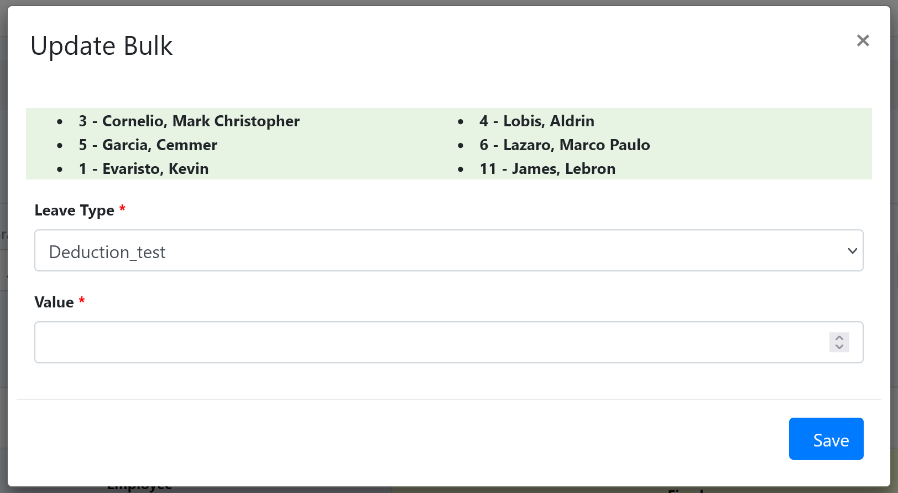 Update Bulk
×
• 3 - Cornelio, Mark Christopher
• 4 - Lobis, Aldrin
• 5 - Garcia, Cemmer
• 6 - Lazaro, Marco Paulo
• 1 - Evaristo, Kevin
• 11 - James, Lebron
Leave Type *
Deduction_test
Value *
Save
Employee